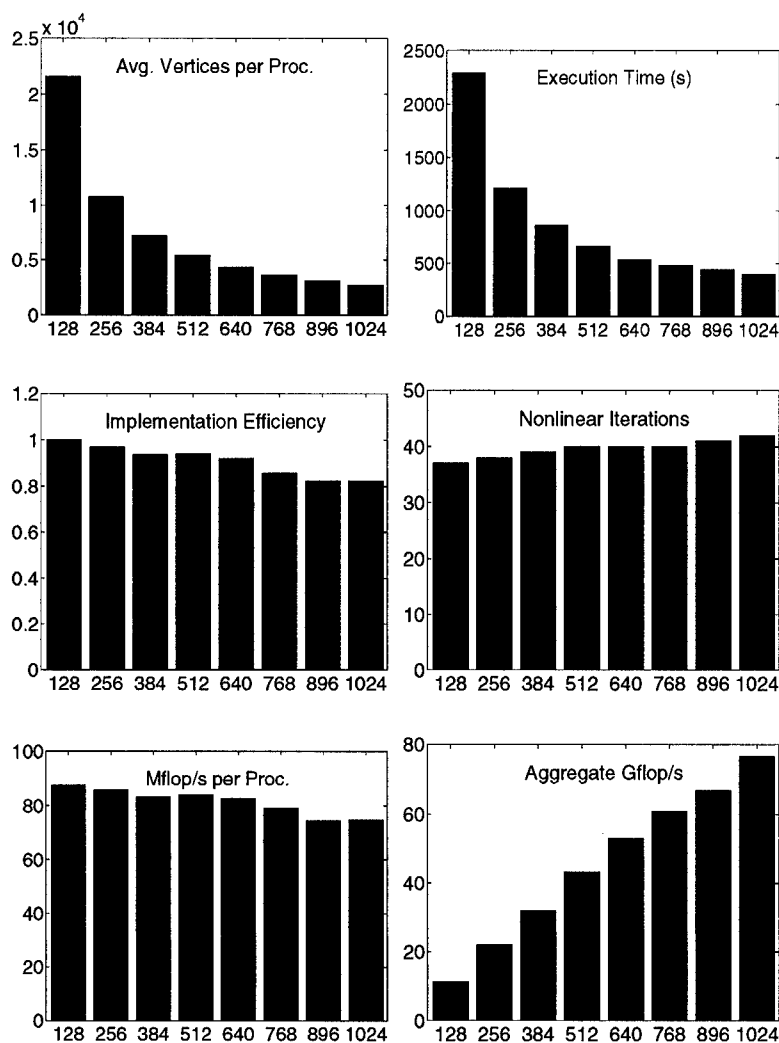 x 10^4
Avg. Vertices per Proc.
2.5
2
1.5
1
0.5
0
128 256 384 512 640 768 896 1024
Execution Time (s)
2500
2000
1500
1000
500
0
128 256 384 512 640 768 896 1024
Implementation Efficiency
1.2
1
0.8
0.6
0.4
0.2
0
128 256 384 512 640 768 896 1024
Nonlinear Iterations
50
40
30
20
10
0
128 256 384 512 640 768 896 1024
Mflop/s per Proc.
100
80
60
40
20
0
128 256 384 512 640 768 896 1024
Aggregate Gflop/s
80
60
40
20
0
128 256 384 512 640 768 896 1024